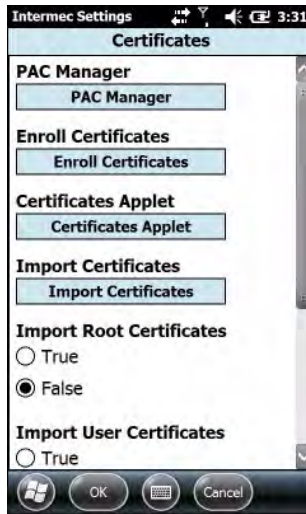 Intermec Settings 3:31
Certificates
PAC Manager
PAC Manager
Enroll Certificates
Enroll Certificates
Certificates Applet
Certificates Applet
Import Certificates
Import Certificates
Import Root Certificates
True
False
Import User Certificates
True
OK Cancel